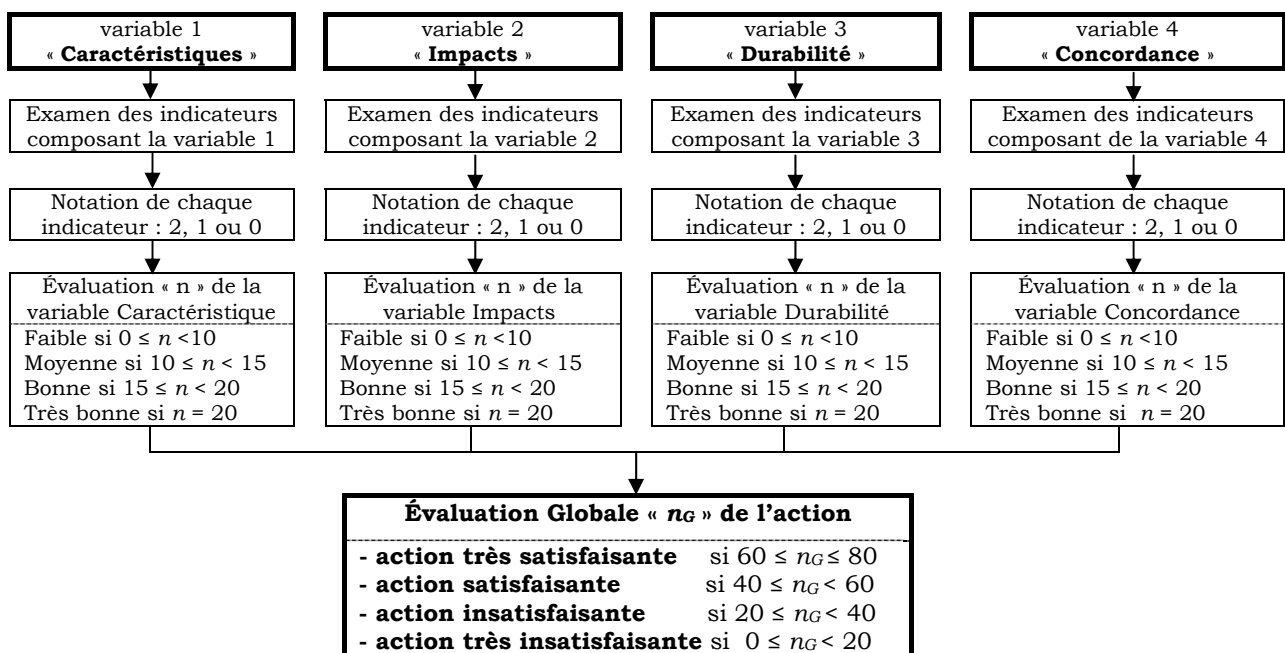 variable 1
« Caractéristiques »
Examen des indicateurs
composant la variable 1
Notation de chaque
indicateur : 2, 1 ou 0
Évaluation « n » de la
variable Caractéristique
Faible si 0 ≤ n <10
Moyenne si 10 ≤ n < 15
Bonne si 15 ≤ n < 20
Très bonne si n = 20
variable 2
« Impacts »
Examen des indicateurs
composant la variable 2
Notation de chaque
indicateur : 2, 1 ou 0
Évaluation « n » de la
variable Impacts
Faible si 0 ≤ n <10
Moyenne si 10 ≤ n < 15
Bonne si 15 ≤ n < 20
Très bonne si n = 20
variable 3
« Durabilité »
Examen des indicateurs
composant la variable 3
Notation de chaque
indicateur : 2, 1 ou 0
Évaluation « n » de la
variable Durabilité
Faible si 0 ≤ n <10
Moyenne si 10 ≤ n < 15
Bonne si 15 ≤ n < 20
Très bonne si n = 20
variable 4
« Concordance »
Examen des indicateurs
composant de la variable 4
Notation de chaque
indicateur : 2, 1 ou 0
Évaluation « n » de la
variable Concordance
Faible si 0 ≤ n <10
Moyenne si 10 ≤ n < 15
Bonne si 15 ≤ n < 20
Très bonne si n = 20
Évaluation Globale « nG » de l’action
- action très satisfaisante si 60 ≤ nG ≤ 80
- action satisfaisante si 40 ≤ nG < 60
- action insatisfaisante si 20 ≤ nG < 40
- action très insatisfaisante si 0 ≤ nG < 20